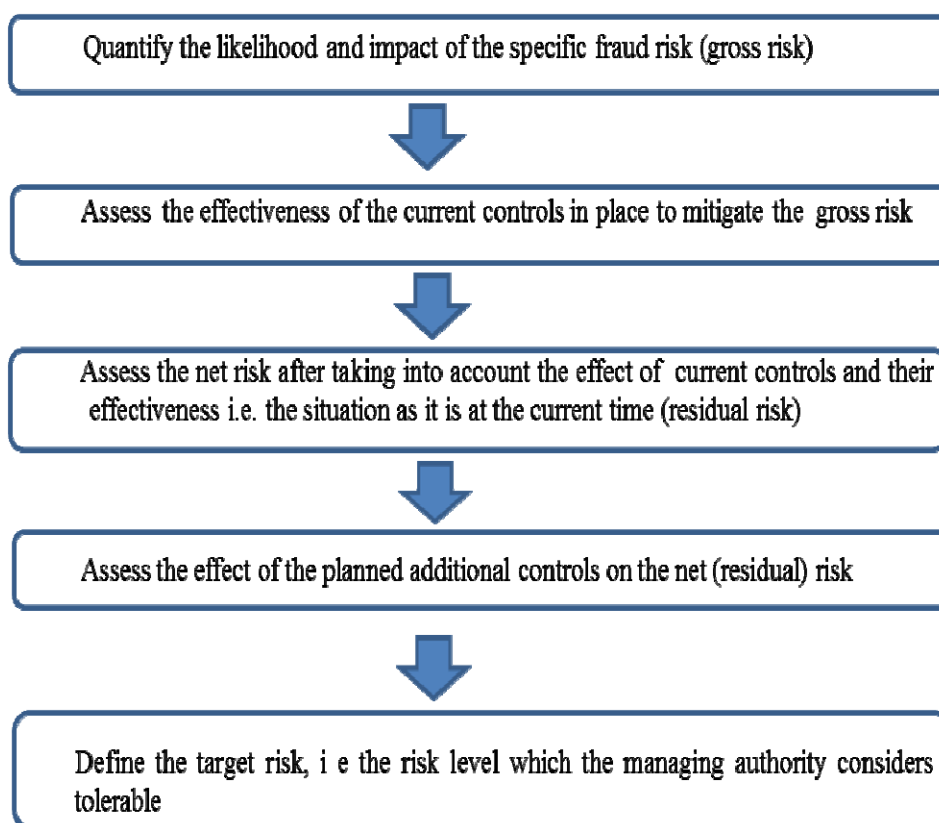 Quantify the likelihood and impact of the specific fraud risk (gross risk)
Assess the effectiveness of the current controls in place to mitigate the gross risk
Assess the net risk after taking into account the effect of current controls and their
effectiveness i.e. the situation as it is at the current time (residual risk)
Assess the effect of the planned additional controls on the net (residual) risk
Define the target risk, i e the risk level which the managing authority considers
tolerable